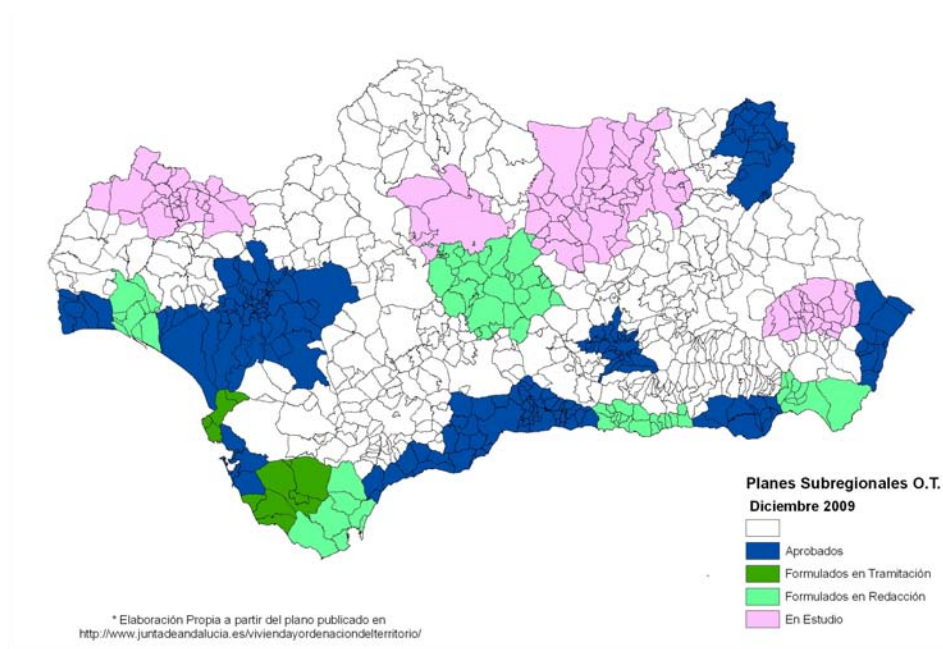 Planes Subregionales O.T.
Diciembre 2009
Aprobados
Formulados en Tramitación
Formulados en Redacción
En Estudio
* Elaboración Propia a partir del plano publicado en
http://www.juntadeandalucia.es/viviendayordenaciondelterritorio/